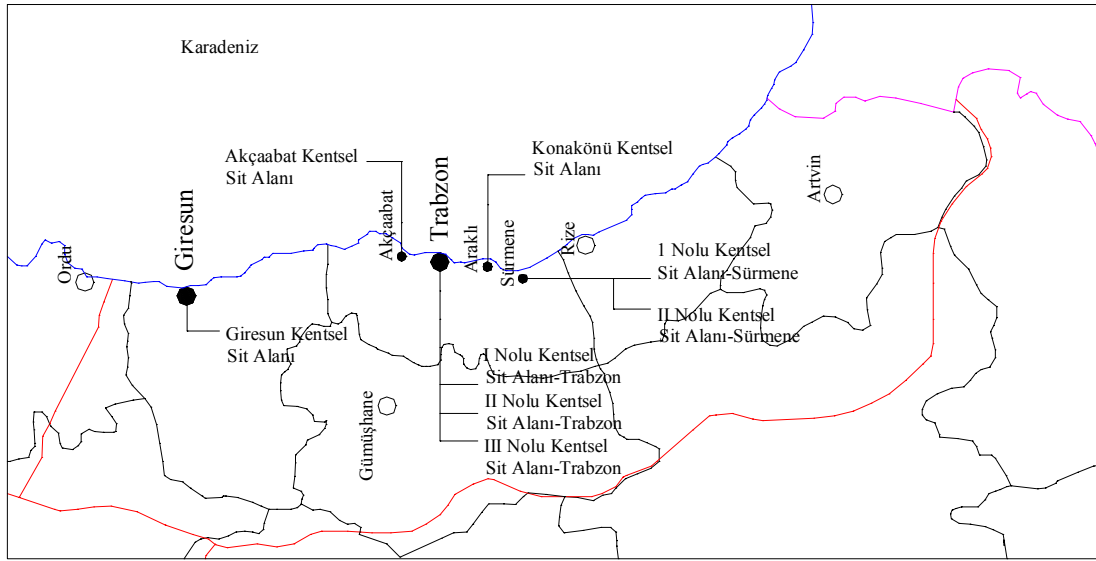 Karadeniz
Akçaabat Kentsel
Sit Alanı
Konakönü Kentsel
Sit Alanı
Artvin
Trabzon
Akçaabat
Araklı
Sürmene
Rize
Giresun
Ordu
1 Nolu Kentsel
Sit Alanı-Sürmene
II Nolu Kentsel
Sit Alanı-Sürmene
Giresun Kentsel
Sit Alanı
I Nolu Kentsel
Sit Alanı-Trabzon
II Nolu Kentsel
Sit Alanı-Trabzon
III Nolu Kentsel
Sit Alanı-Trabzon
Gümüşhane